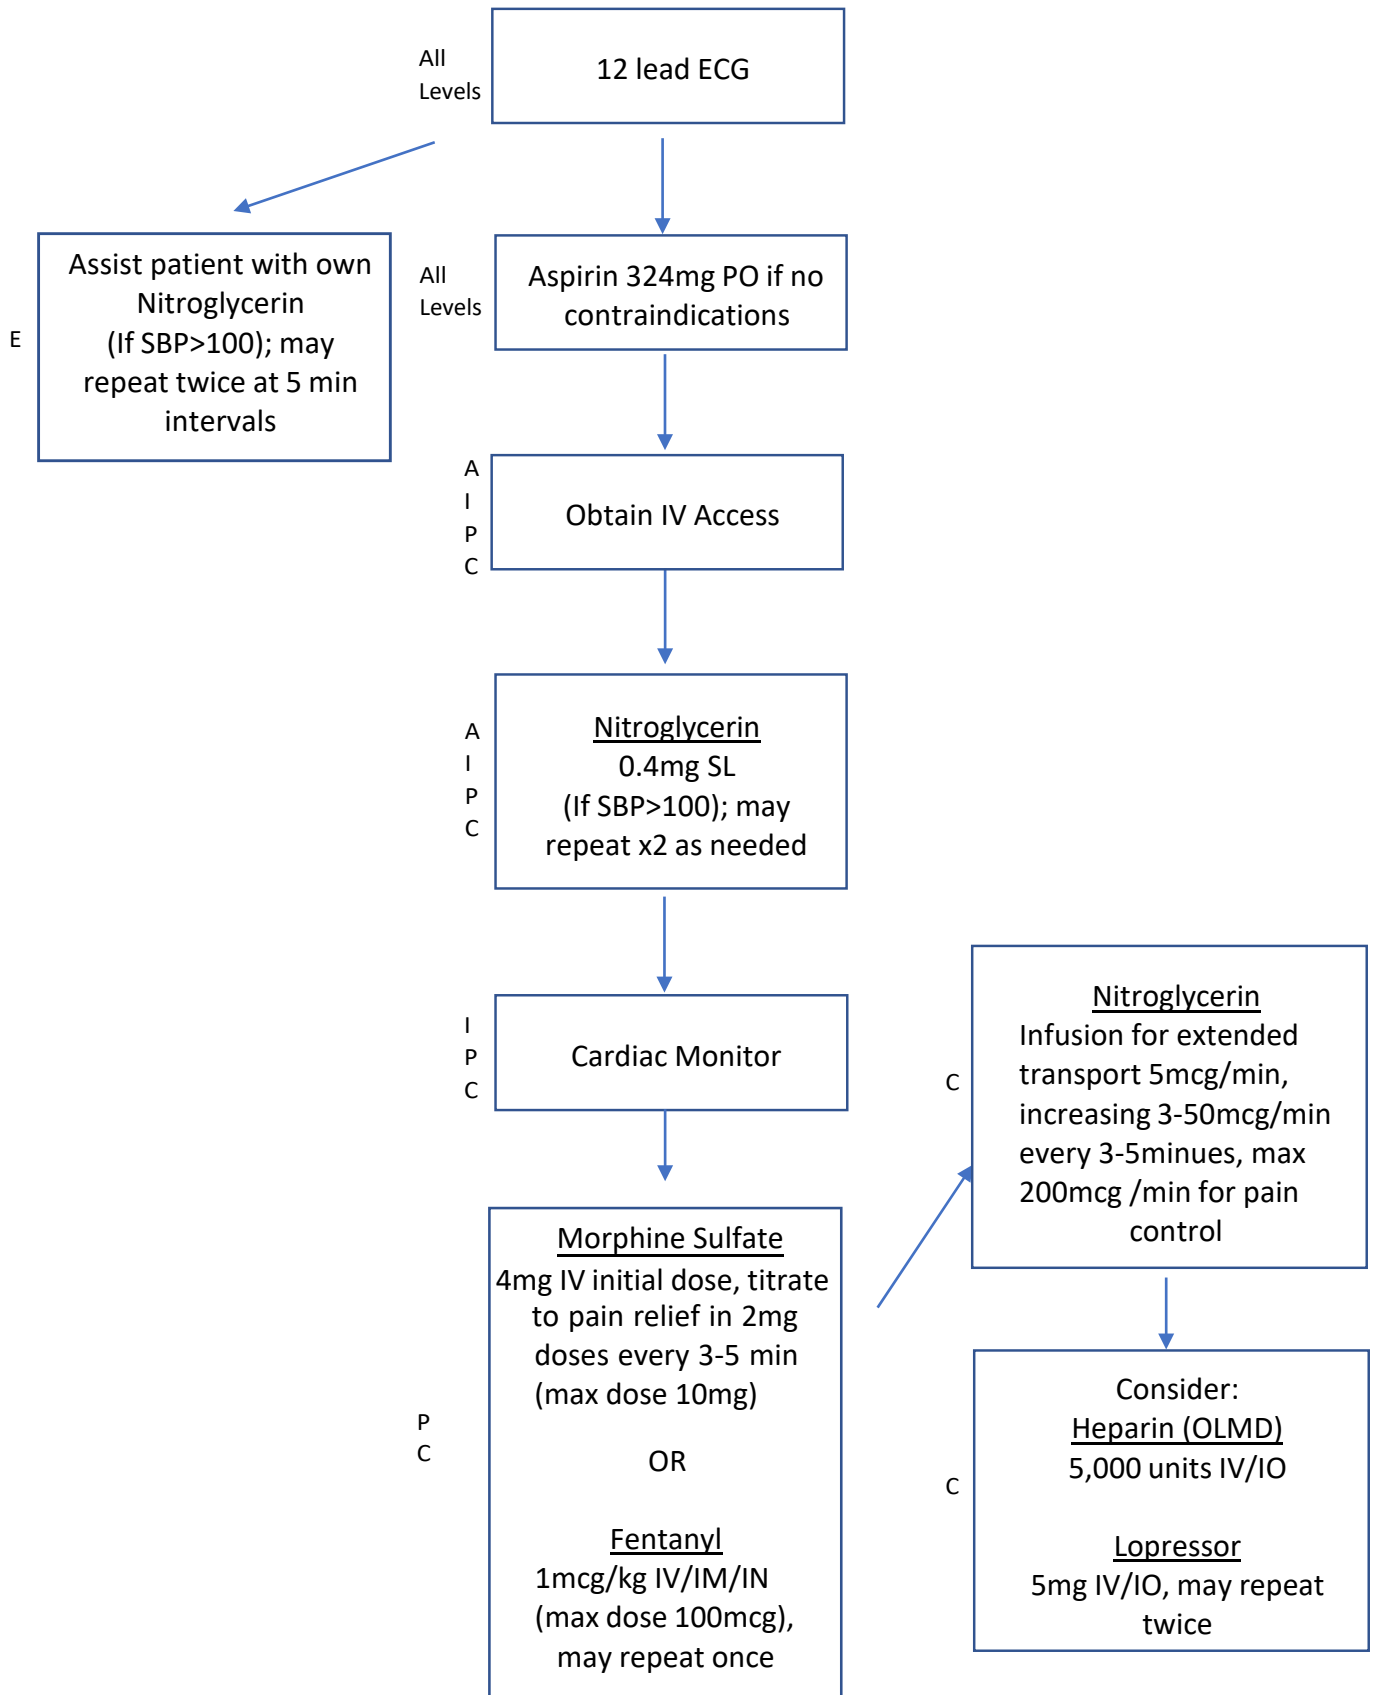 All
Levels
12 lead ECG
E
Assist patient with own
Nitroglycerin
(If SBP>100); may
repeat twice at 5 min
intervals
All
Levels
Aspirin 324mg PO if no
contraindications
A
I
P
C
Obtain IV Access
A
I
P
C
Nitroglycerin
0.4mg SL
(If SBP>100); may
repeat x2 as needed
I
P
C
Cardiac Monitor
P
C
Morphine Sulfate
4mg IV initial dose, titrate
to pain relief in 2mg
doses every 3-5 min
(max dose 10mg)
OR
Fentanyl
1mcg/kg IV/IM/IN
(max dose 100mcg),
may repeat once
C
Nitroglycerin
Infusion for extended
transport 5mcg/min,
increasing 3-50mcg/min
every 3-5minues, max
200mcg /min for pain
control
C
Consider:
Heparin (OLMD)
5,000 units IV/IO
Lopressor
5mg IV/IO, may repeat
twice